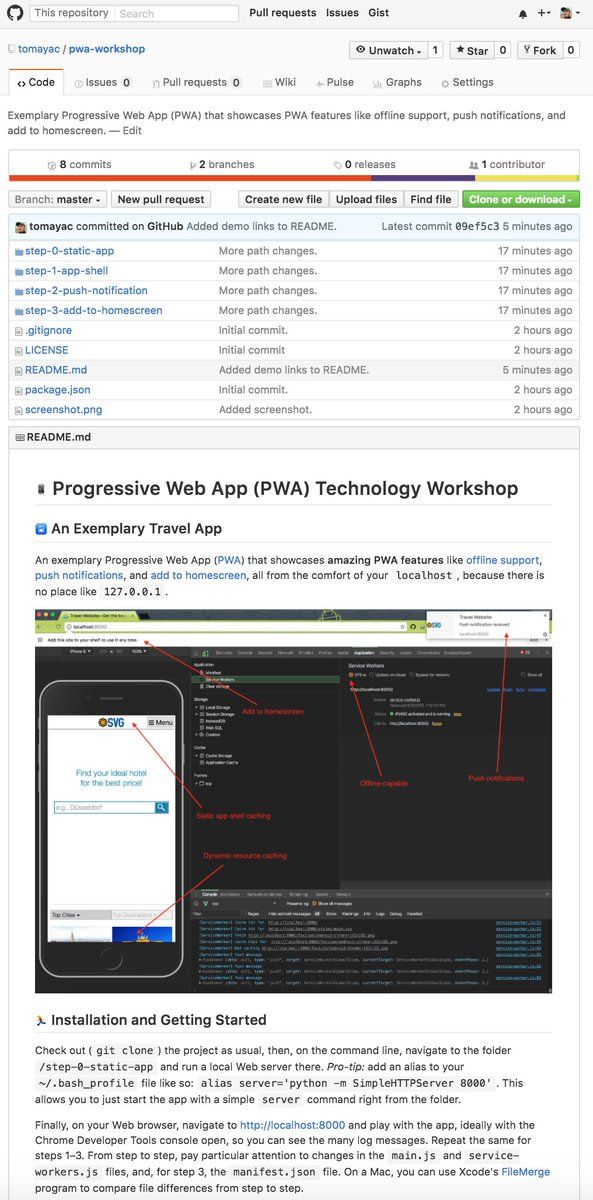 This repository Search Pull requests Issues Gist
tomayac / pwa-workshop Unwatch 1 Star 0 Fork 0
Code Issues 0 Pull requests 0 Wiki Pulse Graphs Settings
Exemplary Progressive Web App (PWA) that showcases PWA features like offline support, push notifications, and
add to homescreen. — Edit
8 commits 2 branches 0 releases 1 contributor
Branch: master New pull request Create new file Upload files Find file Clone or download
tomayac committed on GitHub Added demo links to README. Latest commit 09ef5c3 5 minutes ago
step-0-static-app More path changes. 17 minutes ago
step-1-app-shell More path changes. 17 minutes ago
step-2-push-notification More path changes. 17 minutes ago
step-3-add-to-homescreen More path changes. 17 minutes ago
.gitignore Initial commit. 2 hours ago
LICENSE Initial commit 2 hours ago
README.md Added demo links to README. 5 minutes ago
package.json Initial commit. 2 hours ago
screenshot.png Added screenshot. 2 hours ago
README.md
Progressive Web App (PWA) Technology Workshop
An Exemplary Travel App
An exemplary Progressive Web App (PWA) that showcases amazing PWA features like offline support,
push notifications, and add to homescreen, all from the comfort of your localhost , because there is
no place like 127.0.0.1 .
Travel Website
Push notification received
localhost:8000
Add this site to your shelf to use it any time.
Application
Manifest
Service Workers
Clear storage
Storage
Local Storage
Session Storage
IndexedDB
Web SQL
Cookies
Cache
Cache Storage
Application Cache
Frames
top
Service Workers
Offline Update on reload Bypass for network Show all
Add to homescreen
Offline-capable
Push notifications
SVG Menu
Find your ideal hotel
for the best price!
e.g., Düsseldorf
Static app shell caching
Dynamic resource caching
Top Cities Top Destinations
Installation and Getting Started
Check out ( git clone ) the project as usual, then, on the command line, navigate to the folder
/step-0-static-app and run a local Web server there. Pro-tip: add an alias to your
~/.bash_profile file like so: alias server='python -m SimpleHTTPServer 8000' . This
allows you to just start the app with a simple server command right from the folder.
Finally, on your Web browser, navigate to http://localhost:8000 and play with the app, ideally with the
Chrome Developer Tools console open, so you can see the many log messages. Repeat the same for
steps 1–3. From step to step, pay particular attention to changes in the main.js and service-
workers.js files, and, for step 3, the manifest.json file. On a Mac, you can use Xcode's FileMerge
program to compare file differences from step to step.